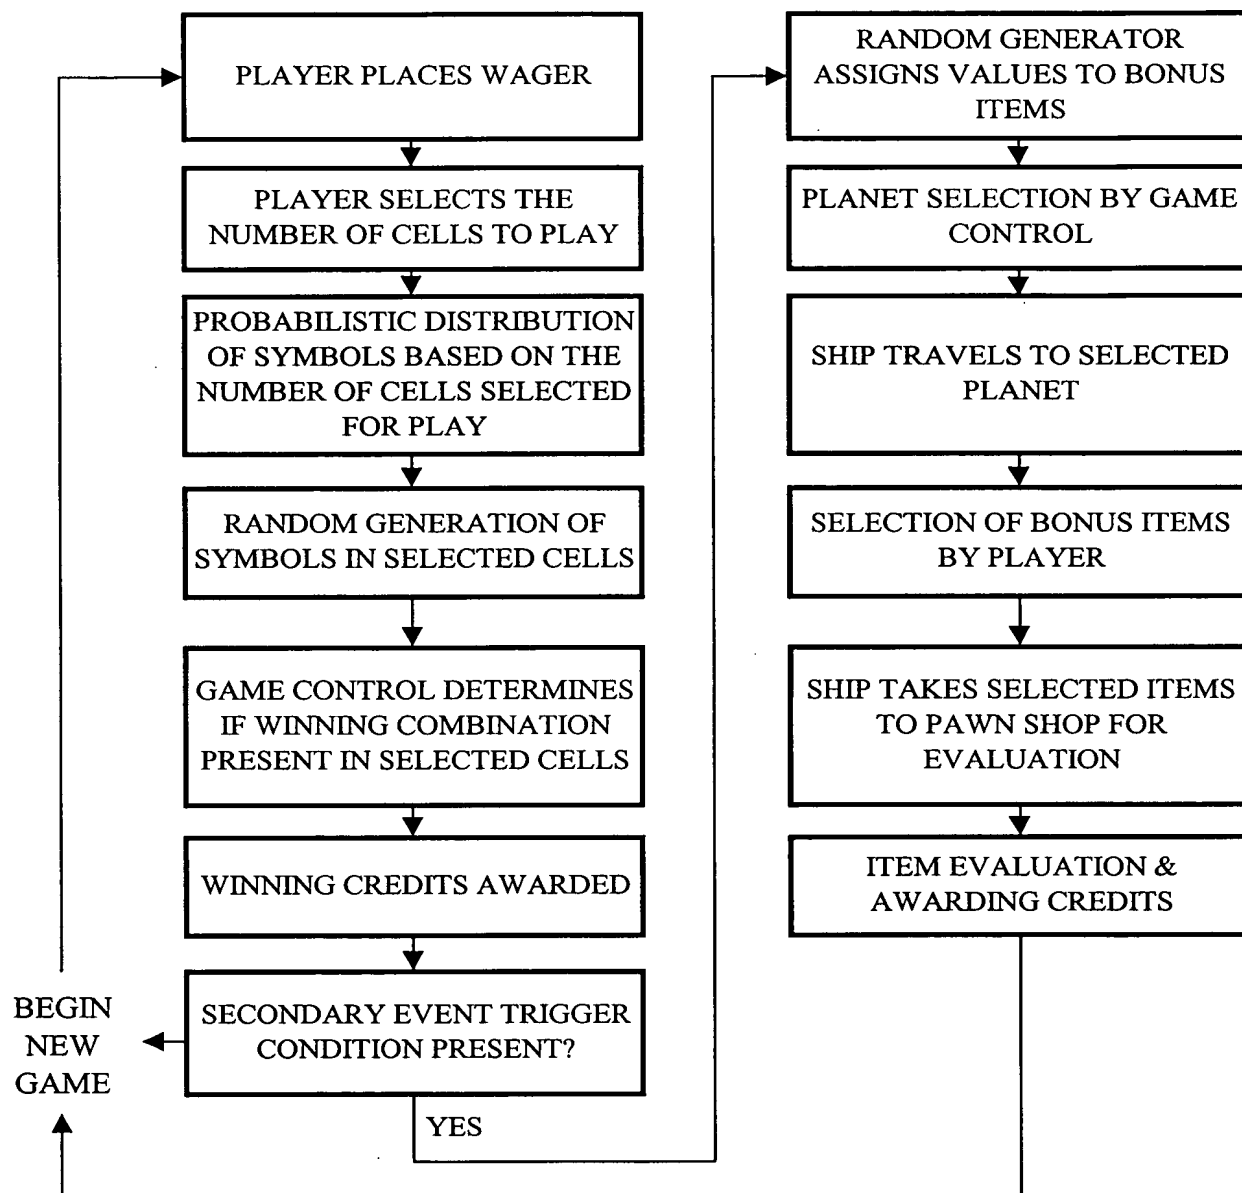 PLAYER PLACES WAGER
PLAYER SELECTS THE
NUMBER OF CELLS TO PLAY
PROBABILISTIC DISTRIBUTION
OF SYMBOLS BASED ON THE
NUMBER OF CELLS SELECTED
FOR PLAY
RANDOM GENERATION OF
SYMBOLS IN SELECTED CELLS
GAME CONTROL DETERMINES
IF WINNING COMBINATION
PRESENT IN SELECTED CELLS
WINNING CREDITS AWARDED
SECONDARY EVENT TRIGGER
CONDITION PRESENT?
BEGIN
NEW
GAME
YES
RANDOM GENERATOR
ASSIGNS VALUES TO BONUS
ITEMS
PLANET SELECTION BY GAME
CONTROL
SHIP TRAVELS TO SELECTED
PLANET
SELECTION OF BONUS ITEMS
BY PLAYER
SHIP TAKES SELECTED ITEMS
TO PAWN SHOP FOR
EVALUATION
ITEM EVALUATION &
AWARDING CREDITS